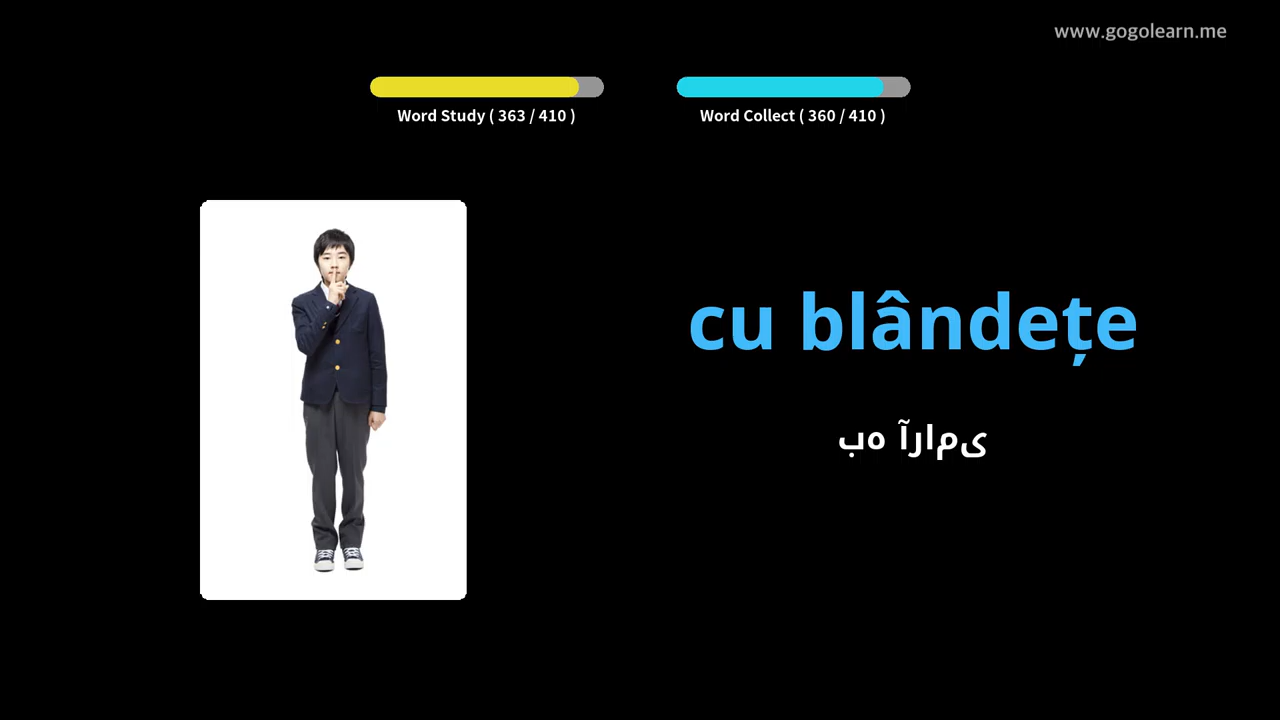 www.gogolearn.me
Word Study ( 363 / 410 )
Word Collect ( 360 / 410 )
cu blândețe
به آرامی